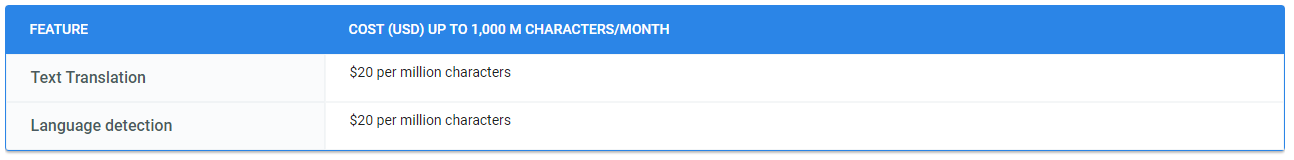 FEATURE COST (USD) UP TO 1,000 M CHARACTERS/MONTH
Text Translation $20 per million characters
Language detection $20 per million characters